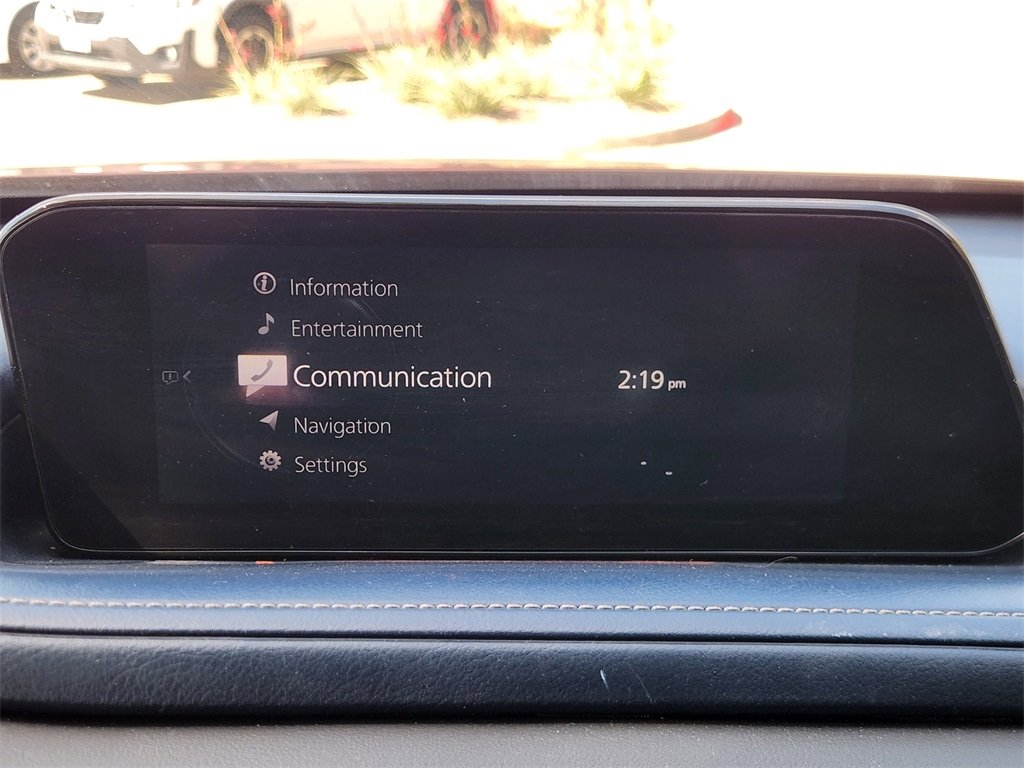 Information
Entertainment
Communication
2:19 pm
Navigation
Settings